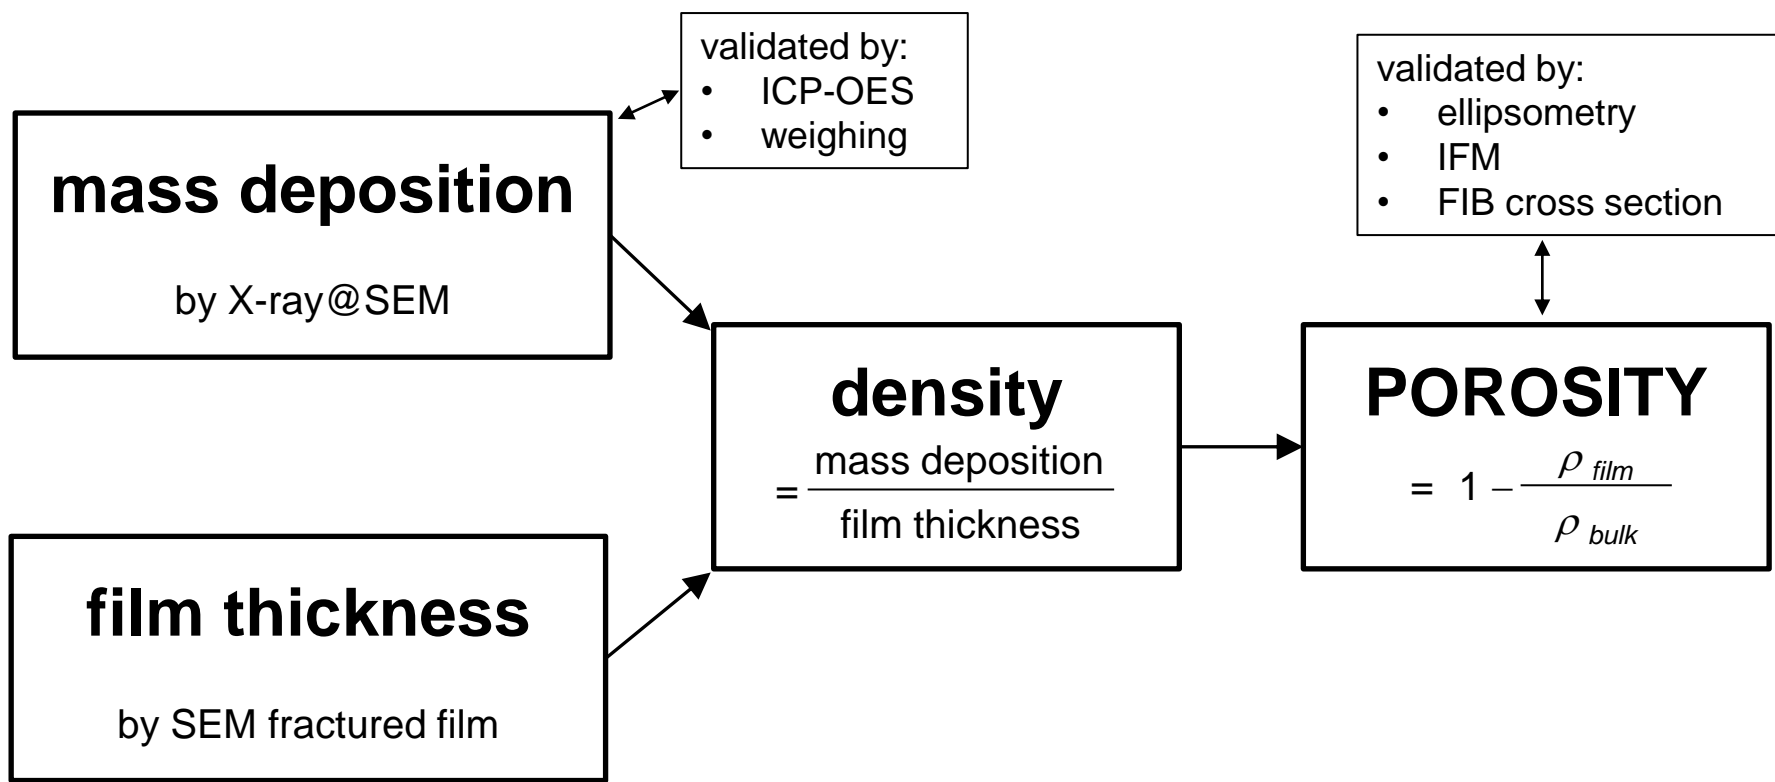 validated by:
• ICP-OES
• weighing
validated by:
• ellipsometry
• IFM
• FIB cross section
mass deposition
by X-ray@SEM
density
= mass deposition
film thickness
POROSITY
= 1 − ρ film
ρ bulk
film thickness
by SEM fractured film